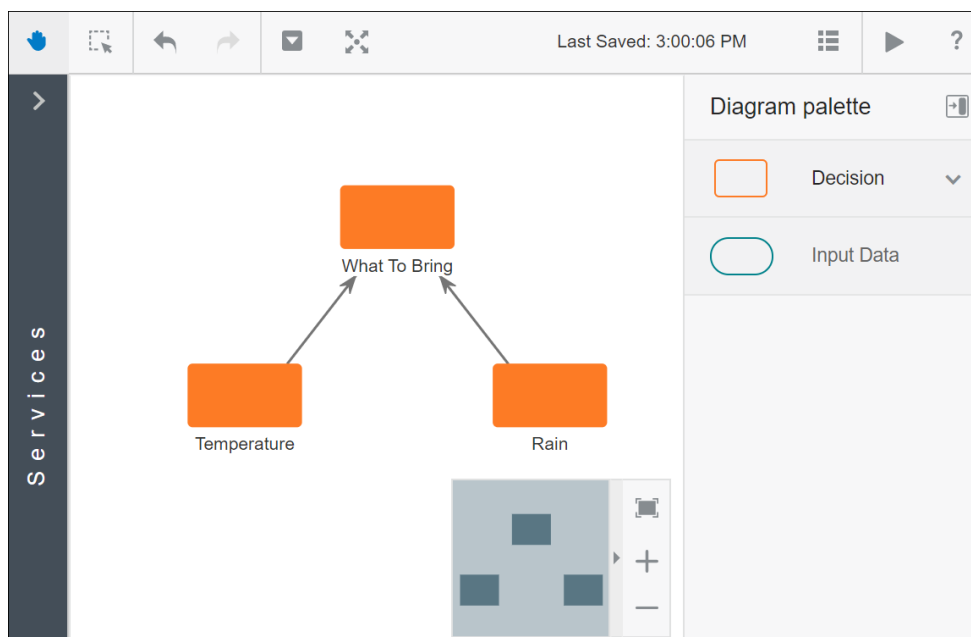 Last Saved: 3:00:06 PM
?
Services
Diagram palette
Decision
Input Data
What To Bring
Temperature
Rain